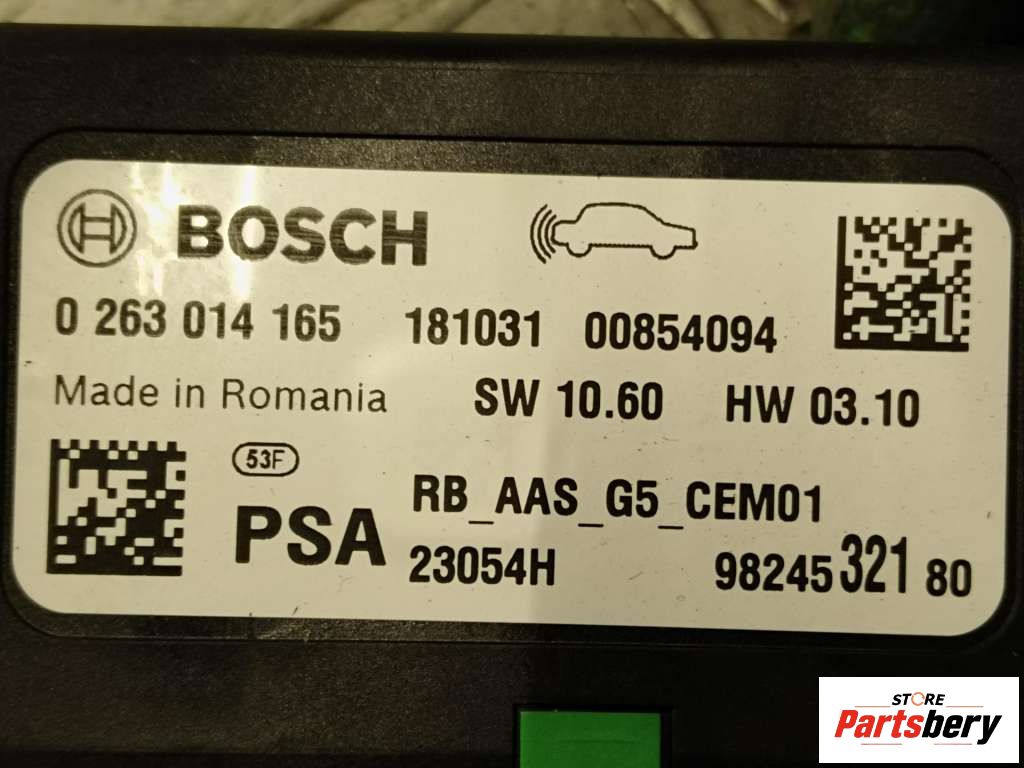 BOSCH
0 263 014 165 181031 00854094
Made in Romania SW 10.60 HW 03.10
53F
PSA RB_AAS_G5_CEM01
23054H 98245 321 80
STORE
Partsbery